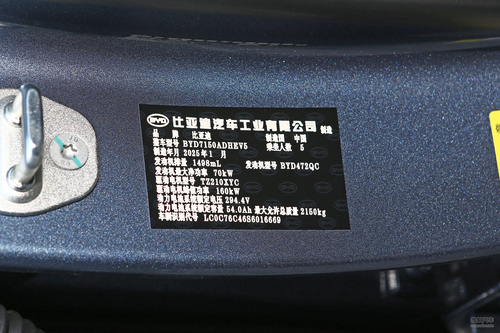 BYD 比亚迪汽车工业有限公司 制造
品 牌 比亚迪 制造国 中国
整车型号 BYD7150ADHEV5 乘坐人数 5
制造年月 2025年1月
发动机排量 1498mL 发动机型号 BYD472QC
发动机最大净功率 70kW
驱动电机型号 TZ210XYC
驱动电机峰值功率 160kW
动力电池系统额定电压 294.4V
动力电池系统额定容量 54.0Ah 最大允许总质量 2150kg
车辆识别代号 LC0C76C46S6016669